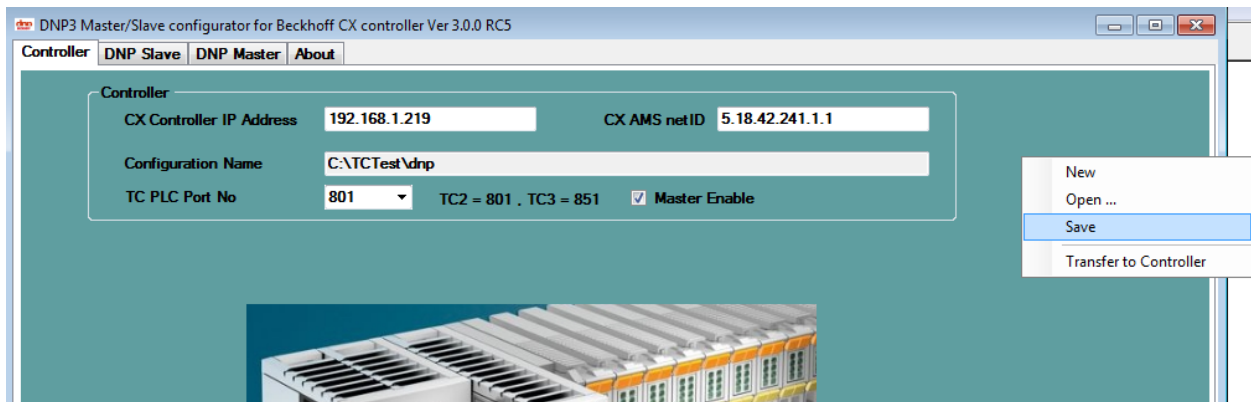 dnp DNP3 Master/Slave configurator for Beckhoff CX controller Ver 3.0.0 RC5
Controller DNP Slave DNP Master About
Controller
CX Controller IP Address 192.168.1.219 CX AMS netID 5.18.42.241.1.1
Configuration Name C:\TCTest\dnp
TC PLC Port No 801 TC2 = 801 , TC3 = 851 Master Enable
New
Open ...
Save
Transfer to Controller